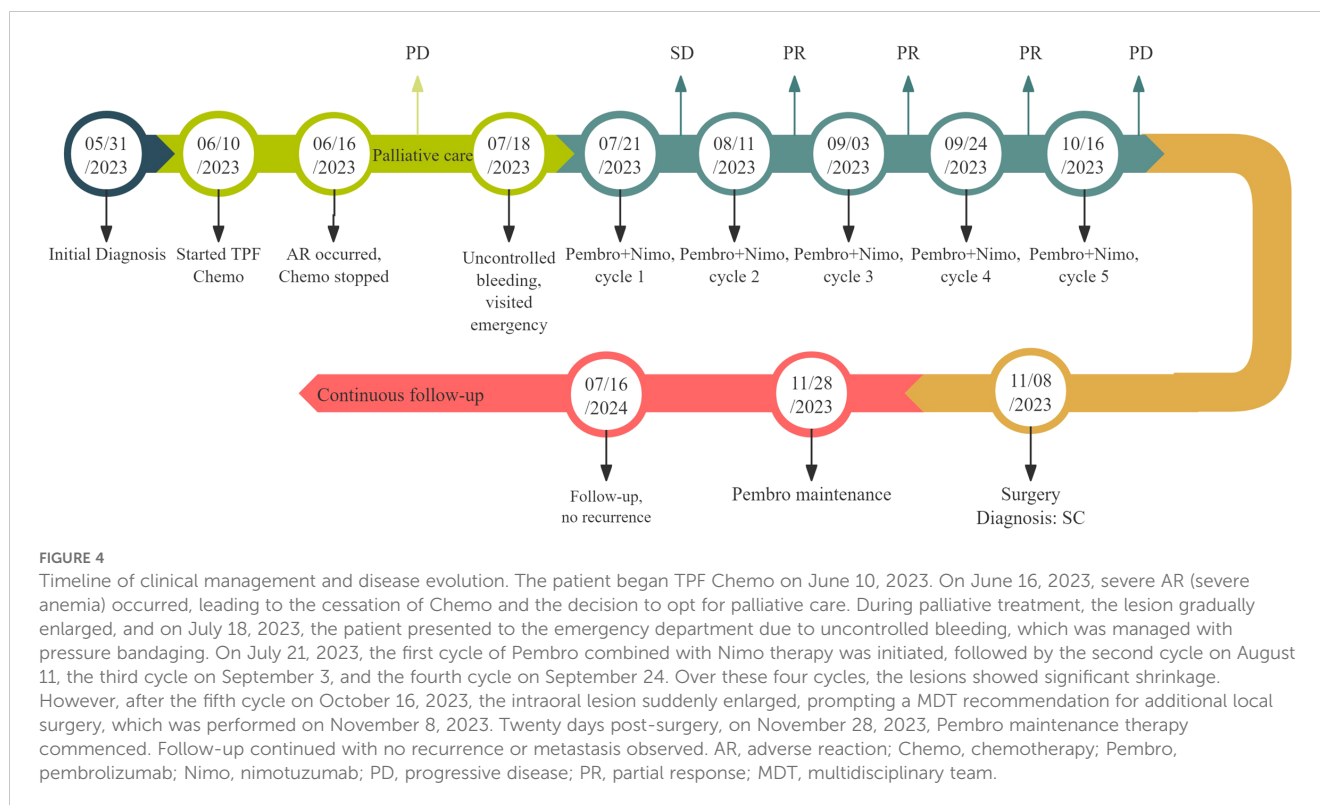 PD
SD
PR
PR
PR
PD
05/31
/2023
06/10
/2023
06/16
/2023
Palliative care
07/18
/2023
07/21
/2023
08/11
/2023
09/03
/2023
09/24
/2023
10/16
/2023
Initial Diagnosis
Started TPF
Chemo
AR occurred,
Chemo stopped
Uncontrolled
bleeding,
visited
emergency
Pembro+Nimo,
cycle 1
Pembro+Nimo,
cycle 2
Pembro+Nimo,
cycle 3
Pembro+Nimo,
cycle 4
Pembro+Nimo,
cycle 5
Continuous follow-up
07/16
/2024
11/28
/2023
11/08
/2023
Follow-up,
no recurrence
Pembro maintenance
Surgery
Diagnosis: SC
FIGURE 4
Timeline of clinical management and disease evolution. The patient began TPF Chemo on June 10, 2023. On June 16, 2023, severe AR (severe
anemia) occurred, leading to the cessation of Chemo and the decision to opt for palliative care. During palliative treatment, the lesion gradually
enlarged, and on July 18, 2023, the patient presented to the emergency department due to uncontrolled bleeding, which was managed with
pressure bandaging. On July 21, 2023, the first cycle of Pembro combined with Nimo therapy was initiated, followed by the second cycle on August
11, the third cycle on September 3, and the fourth cycle on September 24. Over these four cycles, the lesions showed significant shrinkage.
However, after the fifth cycle on October 16, 2023, the intraoral lesion suddenly enlarged, prompting a MDT recommendation for additional local
surgery, which was performed on November 8, 2023. Twenty days post-surgery, on November 28, 2023, Pembro maintenance therapy
commenced. Follow-up continued with no recurrence or metastasis observed. AR, adverse reaction; Chemo, chemotherapy; Pembro,
pembrolizumab; Nimo, nimotuzumab; PD, progressive disease; PR, partial response; MDT, multidisciplinary team.